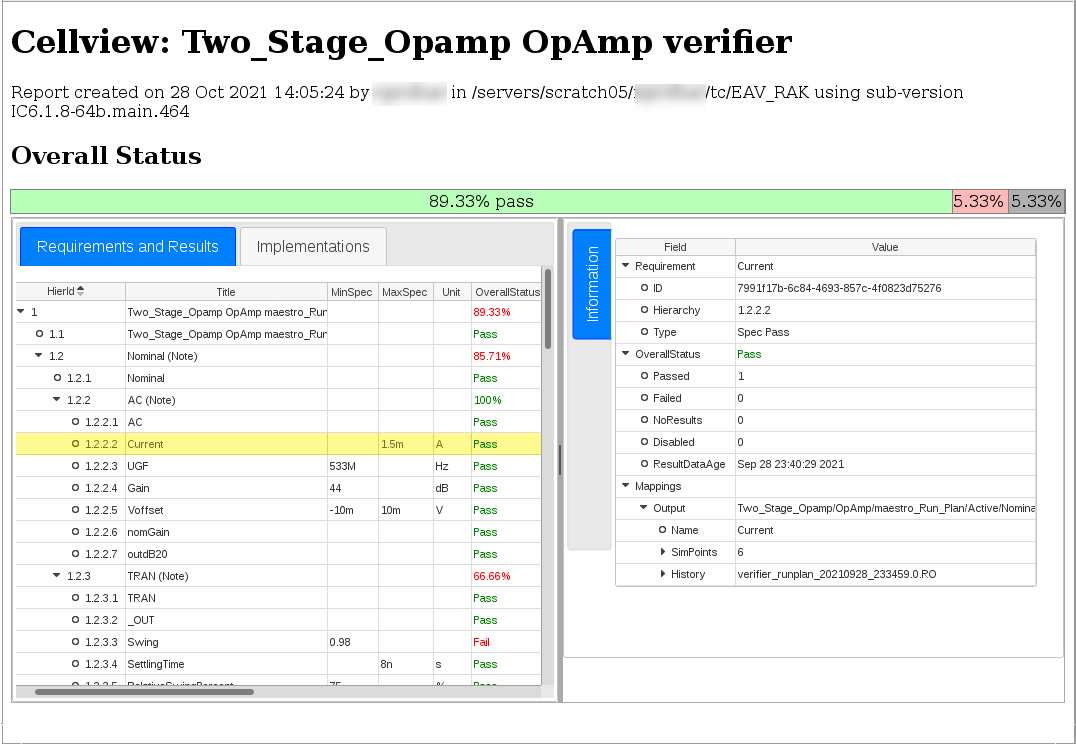 Cellview: Two_Stage_Opamp OpAmp verifier
Report created on 28 Oct 2021 14:05:24 by in /servers/scratch05/ /tc/EAV_RAK using sub-version
IC6.1.8-64b.main.464
Overall Status
89.33% pass 5.33% 5.33%
Requirements and Results Implementations
HierId Title MinSpec MaxSpec Unit OverallStatus
1 Two_Stage_Opamp OpAmp maestro_Run 89.33%
1.1 Two_Stage_Opamp OpAmp maestro_Run Pass
1.2 Nominal (Note) 85.71%
1.2.1 Nominal Pass
1.2.2 AC (Note) 100%
1.2.2.1 AC Pass
1.2.2.2 Current 1.5m A Pass
1.2.2.3 UGF 533M Hz Pass
1.2.2.4 Gain 44 dB Pass
1.2.2.5 Voffset -10m 10m V Pass
1.2.2.6 nomGain Pass
1.2.2.7 outdB20 Pass
1.2.3 TRAN (Note) 66.66%
1.2.3.1 TRAN Pass
1.2.3.2 _OUT Pass
1.2.3.3 Swing 0.98 Fail
1.2.3.4 SettlingTime 8n s Pass
1.2.3.5 RelativeSwingPercent 75 % Pass
Information
Field Value
Requirement Current
ID 7991f17b-6c84-4693-857c-4f0823d75276
Hierarchy 1.2.2.2
Type Spec Pass
OverallStatus Pass
Passed 1
Failed 0
NoResults 0
Disabled 0
ResultDataAge Sep 28 23:40:29 2021
Mappings
Output Two_Stage_Opamp/OpAmp/maestro_Run_Plan/Active/Nomina
Name Current
SimPoints 6
History verifier_runplan_20210928_233459.0.RO